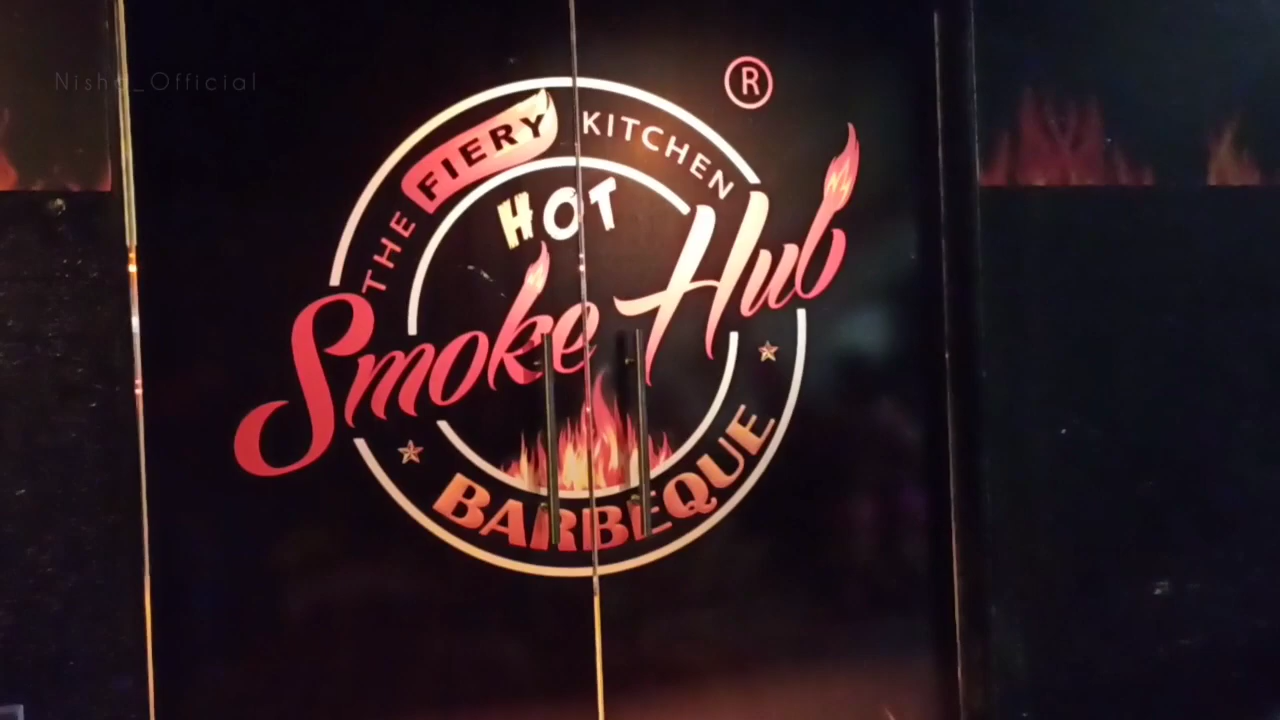 Nisha_Official
®
THE FIERY KITCHEN
HOT
Smoke Hub
BARBEQUE